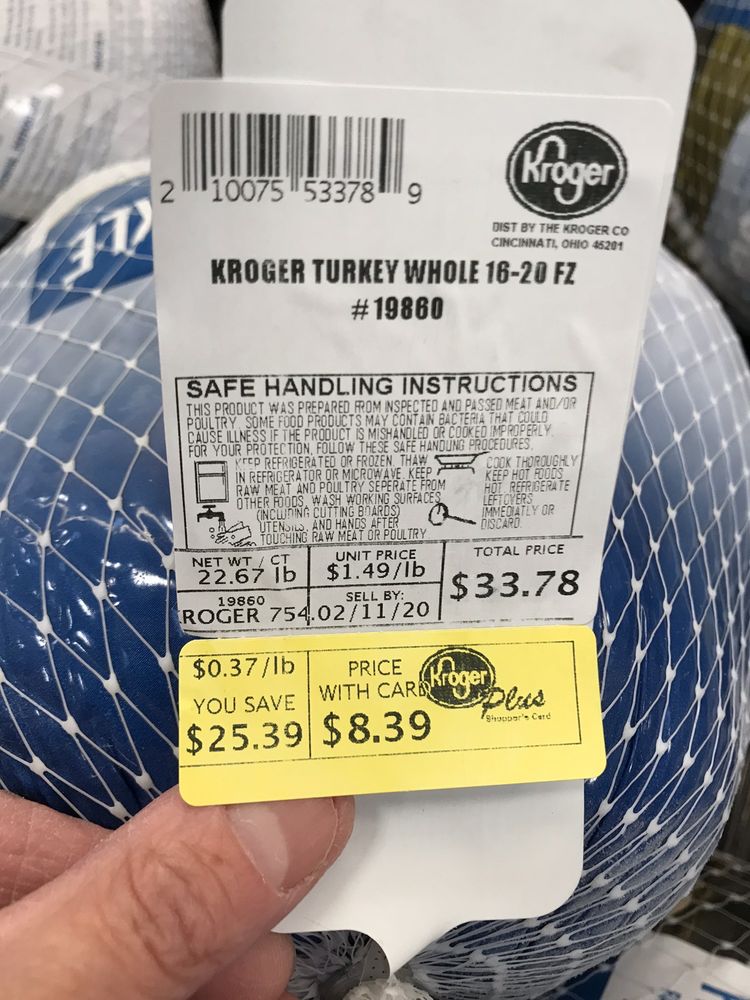 KLE
2 10075 53378 9
Kroger
DIST BY THE KROGER CO
CINCINNATI, OHIO 45201
KROGER TURKEY WHOLE 16-20 FZ
#19860
SAFE HANDLING INSTRUCTIONS
THIS PRODUCT WAS PREPARED FROM INSPECTED AND PASSED MEAT AND/OR
POULTRY. SOME FOOD PRODUCTS MAY CONTAIN BACTERIA THAT COULD
CAUSE ILLNESS IF THE PRODUCT IS MISHANDLED OR COOKED IMPROPERLY.
FOR YOUR PROTECTION, FOLLOW THESE SAFE HANDLING PROCEDURES.
KEEP REFRIGERATED OR FROZEN. THAW
IN REFRIGERATOR OR MICROWAVE. KEEP
RAW MEAT AND POULTRY SEPERATE FROM
OTHER FOODS. WASH WORKING SURFACES
(INCLUDING CUTTING BOARDS)
UTENSILS, AND HANDS AFTER
TOUCHING RAW MEAT OR POULTRY
COOK THOROUGHLY
KEEP HOT FOODS
HOT. REFRIGERATE
LEFTOVERS
IMMEDIATELY OR
DISCARD.
NET WT / CT
22.67 lb
UNIT PRICE
$1.49/lb
TOTAL PRICE
$33.78
19860
ROGER 754
SELL BY:
.02/11/20
$0.37/lb
YOU SAVE
$25.39
PRICE
WITH CARD
$8.39
Kroger
Plus
Shopper's Card